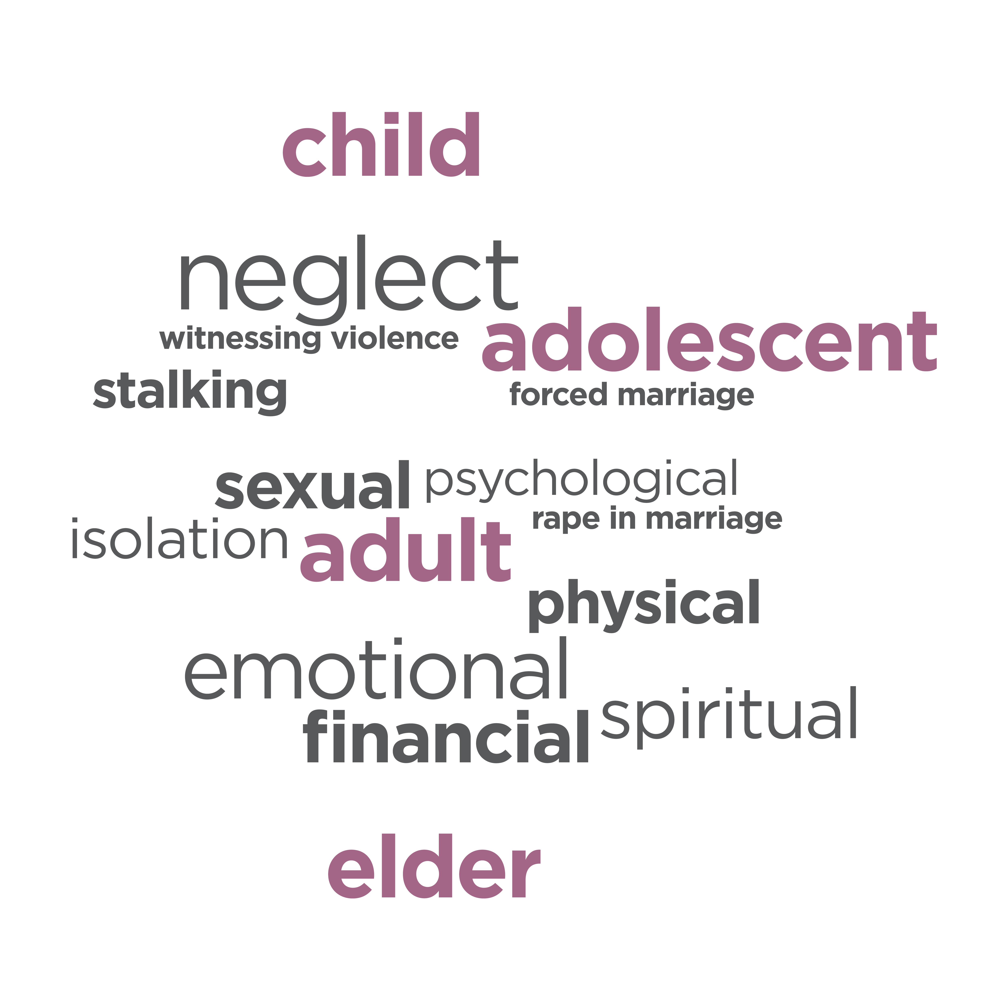 child
neglect
witnessing violence
adolescent
stalking
forced marriage
sexual
psychological
rape in marriage
isolation
adult
physical
emotional
spiritual
financial
elder